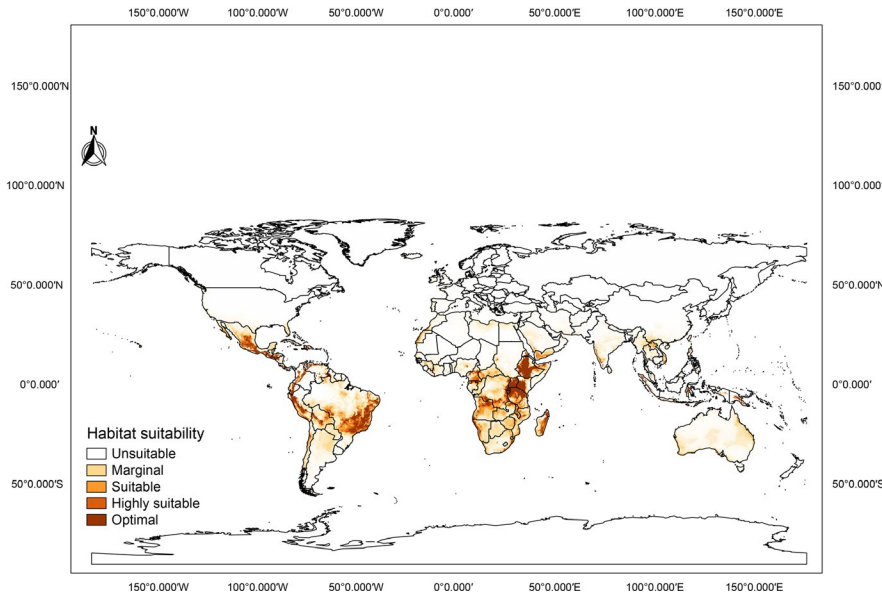 150°0.000′W 100°0.000′W 50°0.000′W 0°0.000′ 50°0.000′E 100°0.000′E 150°0.000′E
150°0.000′N 150°0.000′N
N
100°0.000′N 100°0.000′N
50°0.000′N 50°0.000′N
0°0.000′ 0°0.000′
Habitat suitability
Unsuitable
Marginal
Suitable
50°0.000′S 50°0.000′S
Highly suitable
Optimal
150°0.000′W 100°0.000′W 50°0.000′W 0°0.000′ 50°0.000′E 100°0.000′E 150°0.000′E